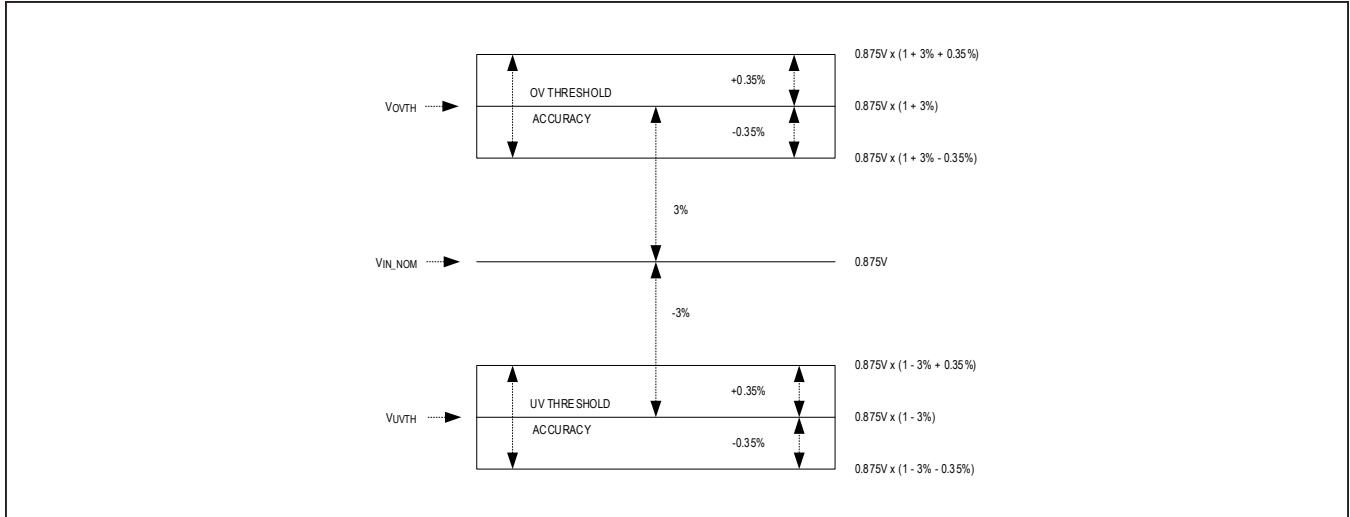 0.875V x (1 + 3% + 0.35%)
+0.35%
OV THRESHOLD
VOVTH
0.875V x (1 + 3%)
ACCURACY
-0.35%
0.875V x (1 + 3% - 0.35%)
3%
VIN_NOM
0.875V
-3%
0.875V x (1 - 3% + 0.35%)
+0.35%
UV THRESHOLD
VUVTH
0.875V x (1 - 3%)
ACCURACY
-0.35%
0.875V x (1 - 3% - 0.35%)